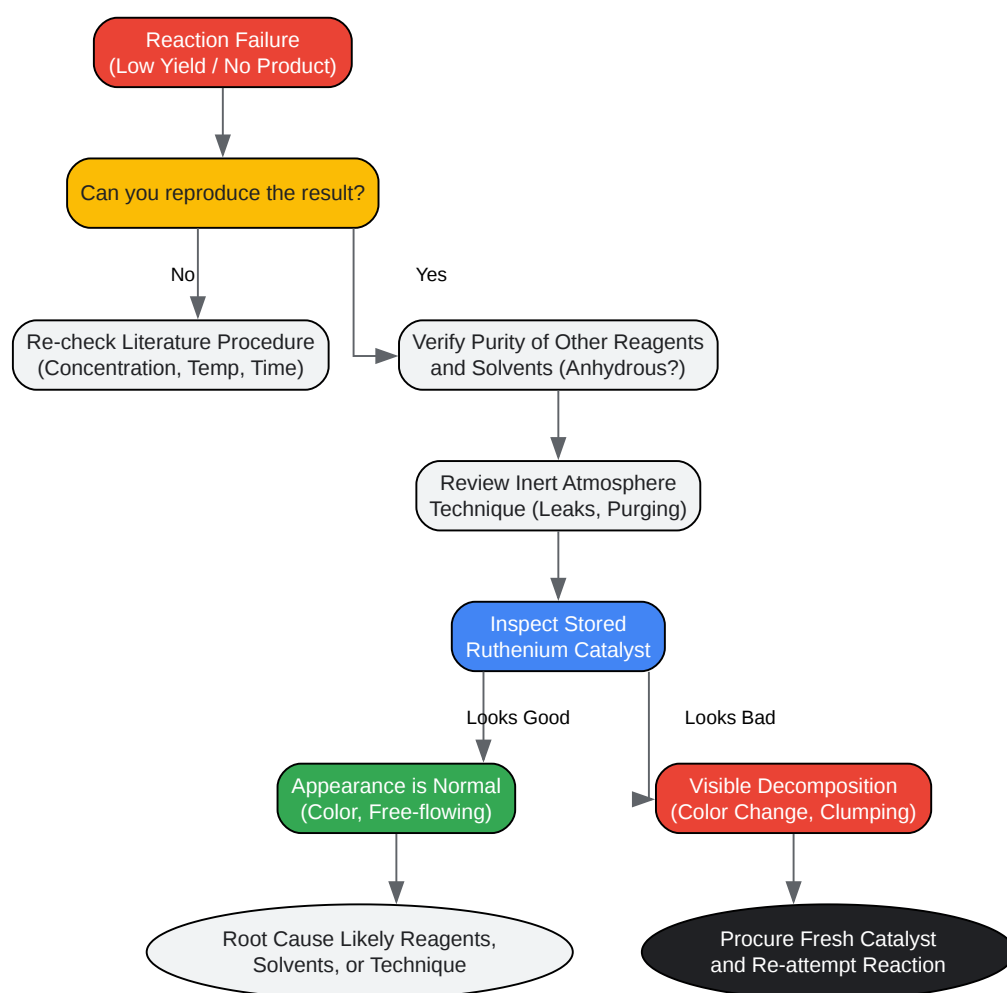 Reaction Failure
(Low Yield / No Product)
Can you reproduce the result?
No
Yes
Re-check Literature Procedure
(Concentration, Temp, Time)
Verify Purity of Other Reagents
and Solvents (Anhydrous?)
Review Inert Atmosphere
Technique (Leaks, Purging)
Inspect Stored
Ruthenium Catalyst
Looks Good
Looks Bad
Appearance is Normal
(Color, Free-flowing)
Visible Decomposition
(Color Change, Clumping)
Root Cause Likely Reagents,
Solvents, or Technique
Procure Fresh Catalyst
and Re-attempt Reaction